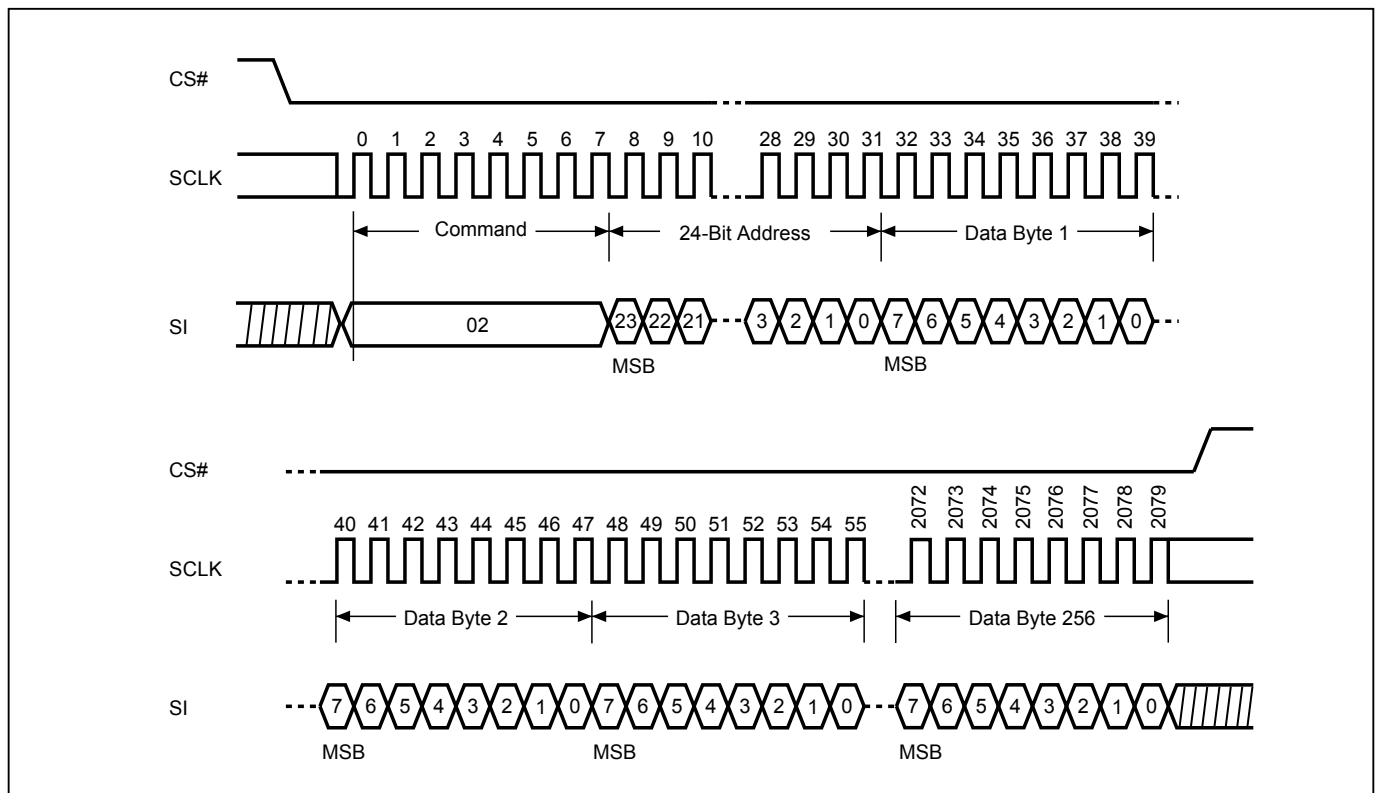 CS#
0 1 2 3 4 5 6 7 8 9 10 28 29 30 31 32 33 34 35 36 37 38 39
SCLK
Command 24-Bit Address Data Byte 1
SI 02 23 22 21 3 2 1 0 7 6 5 4 3 2 1 0
MSB MSB
CS#
2072 2073 2074 2075 2076 2077 2078 2079
40 41 42 43 44 45 46 47 48 49 50 51 52 53 54 55
SCLK
Data Byte 2 Data Byte 3 Data Byte 256
SI 7 6 5 4 3 2 1 0 7 6 5 4 3 2 1 0 7 6 5 4 3 2 1 0
MSB MSB MSB